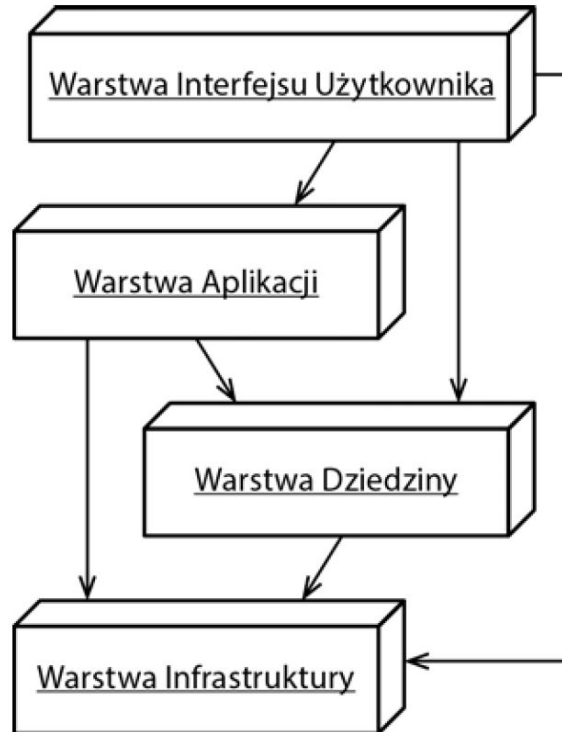 Warstwa Interfejsu Użytkownika
Warstwa Aplikacji
Warstwa Dziedziny
Warstwa Infrastruktury